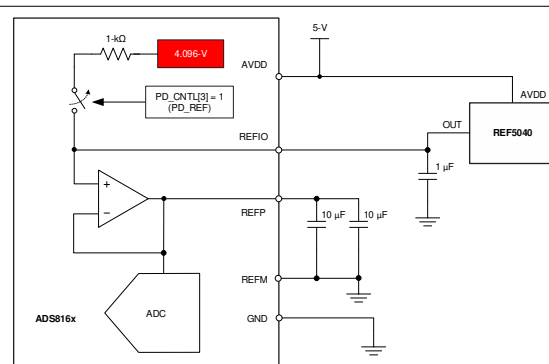 5-V
1-kΩ
4.096-V
AVDD
PD_CNTL[3] = 1
(PD_REF)
AVDD
OUT
REF5040
REFIO
1 µF
+
−
REFP
10 µF
10 µF
REFM
ADS816x
ADC
GND